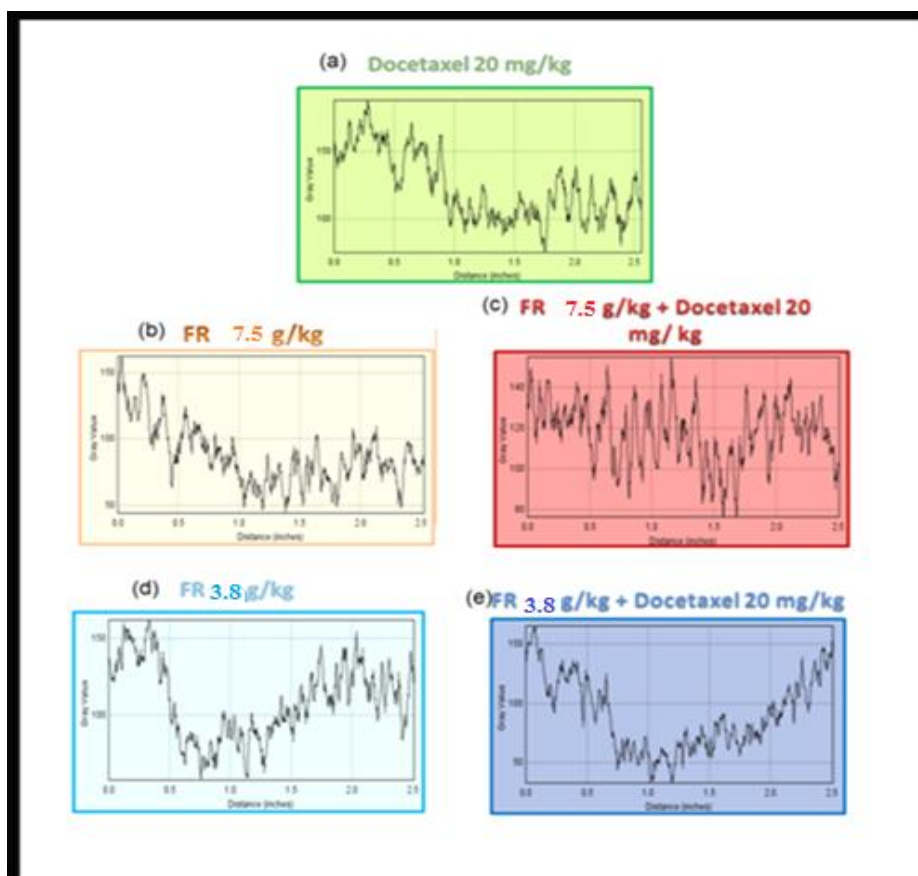 (a) Docetaxel 20 mg/kg
150
100
Gray Value
0.0 0.5 1.0 1.5 2.0 2.5
Distance (inches)
(b) FR 7.5 g/kg
150
100
50
Gray Value
0.0 0.5 1.0 1.5 2.0 2.5
Distance (inches)
(c) FR 7.5 g/kg + Docetaxel 20
mg/ kg
140
120
100
80
Gray Value
0.0 0.5 1.0 1.5 2.0 2.5
Distance (inches)
(d) FR 3.8 g/kg
150
100
Gray Value
0.0 0.5 1.0 1.5 2.0 2.5
Distance (inches)
(e) FR 3.8 g/kg + Docetaxel 20 mg/kg
150
100
50
Gray Value
0.0 0.5 1.0 1.5 2.0 2.5
Distance (inches)